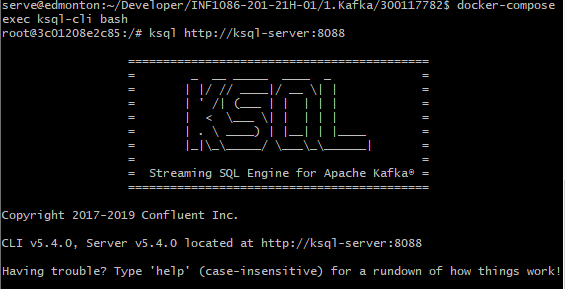 serve@edmonton:~/Developer/INF1086-201-21H-01/1.Kafka/300117782$ docker-compose
exec ksql-cli bash
root@3c01208e2c85:/# ksql http://ksql-server:8088
===========================================
=       _  __ _____  ____  _              =
=      | |/ // ____|/ __ \| |             =
=      | ' /| (___ | |  | | |             =
=      |  <  \___ \| |  | | |             =
=      | . \ ____) | |__| | |____         =
=      |_|\_\_____/ \___\_\______|        =
=                                         =
=  Streaming SQL Engine for Apache Kafka® =
===========================================
Copyright 2017-2019 Confluent Inc.
CLI v5.4.0, Server v5.4.0 located at http://ksql-server:8088
Having trouble? Type 'help' (case-insensitive) for a rundown of how things work!